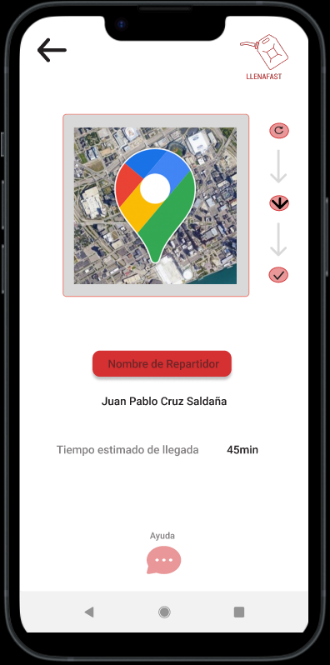 LLENAFAST
Nombre de Repartidor
Juan Pablo Cruz Saldaña
Tiempo estimado de llegada 45min
Ayuda